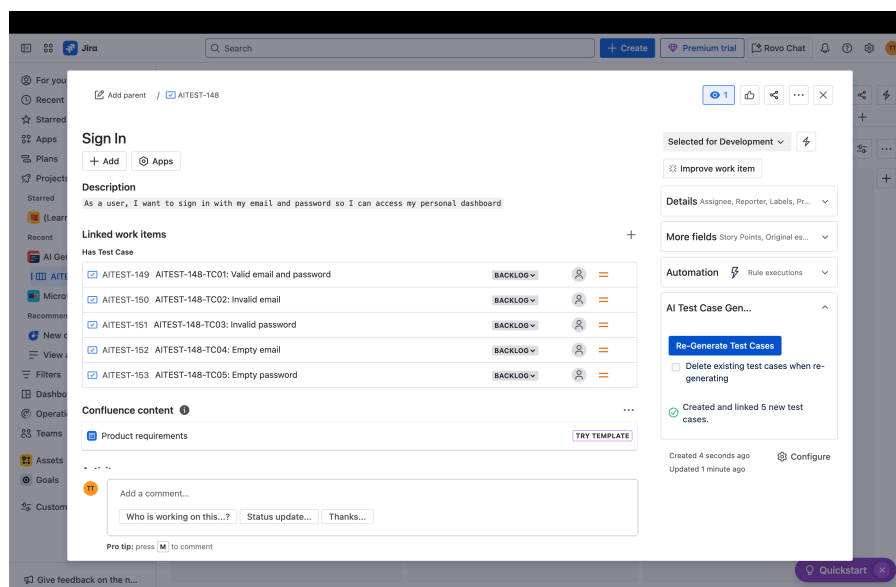 Jira
Search
+ Create
Premium trial
Rovo Chat
TT
For you
Recent
Starred
Apps
Plans
Projects
Starred
(Learn
Recent
AI Ge
AITE
Micro
Recommen
New c
View a
Filters
Dashbo
Operati
Teams
Assets
Goals
Custom
Give feedback on the n...
Add parent / AITEST-148
1
Sign In
+ Add
Apps
Description
As a user, I want to sign in with my email and password so I can access my personal dashboard
Linked work items
Has Test Case
AITEST-149 AITEST-148-TC01: Valid email and password BACKLOG
AITEST-150 AITEST-148-TC02: Invalid email BACKLOG
AITEST-151 AITEST-148-TC03: Invalid password BACKLOG
AITEST-152 AITEST-148-TC04: Empty email BACKLOG
AITEST-153 AITEST-148-TC05: Empty password BACKLOG
Confluence content
Product requirements TRY TEMPLATE
TT
Add a comment...
Who is working on this...? Status update... Thanks...
Pro tip: press M to comment
Selected for Development
Improve work item
Details Assignee, Reporter, Labels, Pr...
More fields Story Points, Original es...
Automation Rule executions
AI Test Case Gen...
Re-Generate Test Cases
Delete existing test cases when re-
generating
Created and linked 5 new test
cases.
Created 4 seconds ago
Updated 1 minute ago
Configure
Quickstart